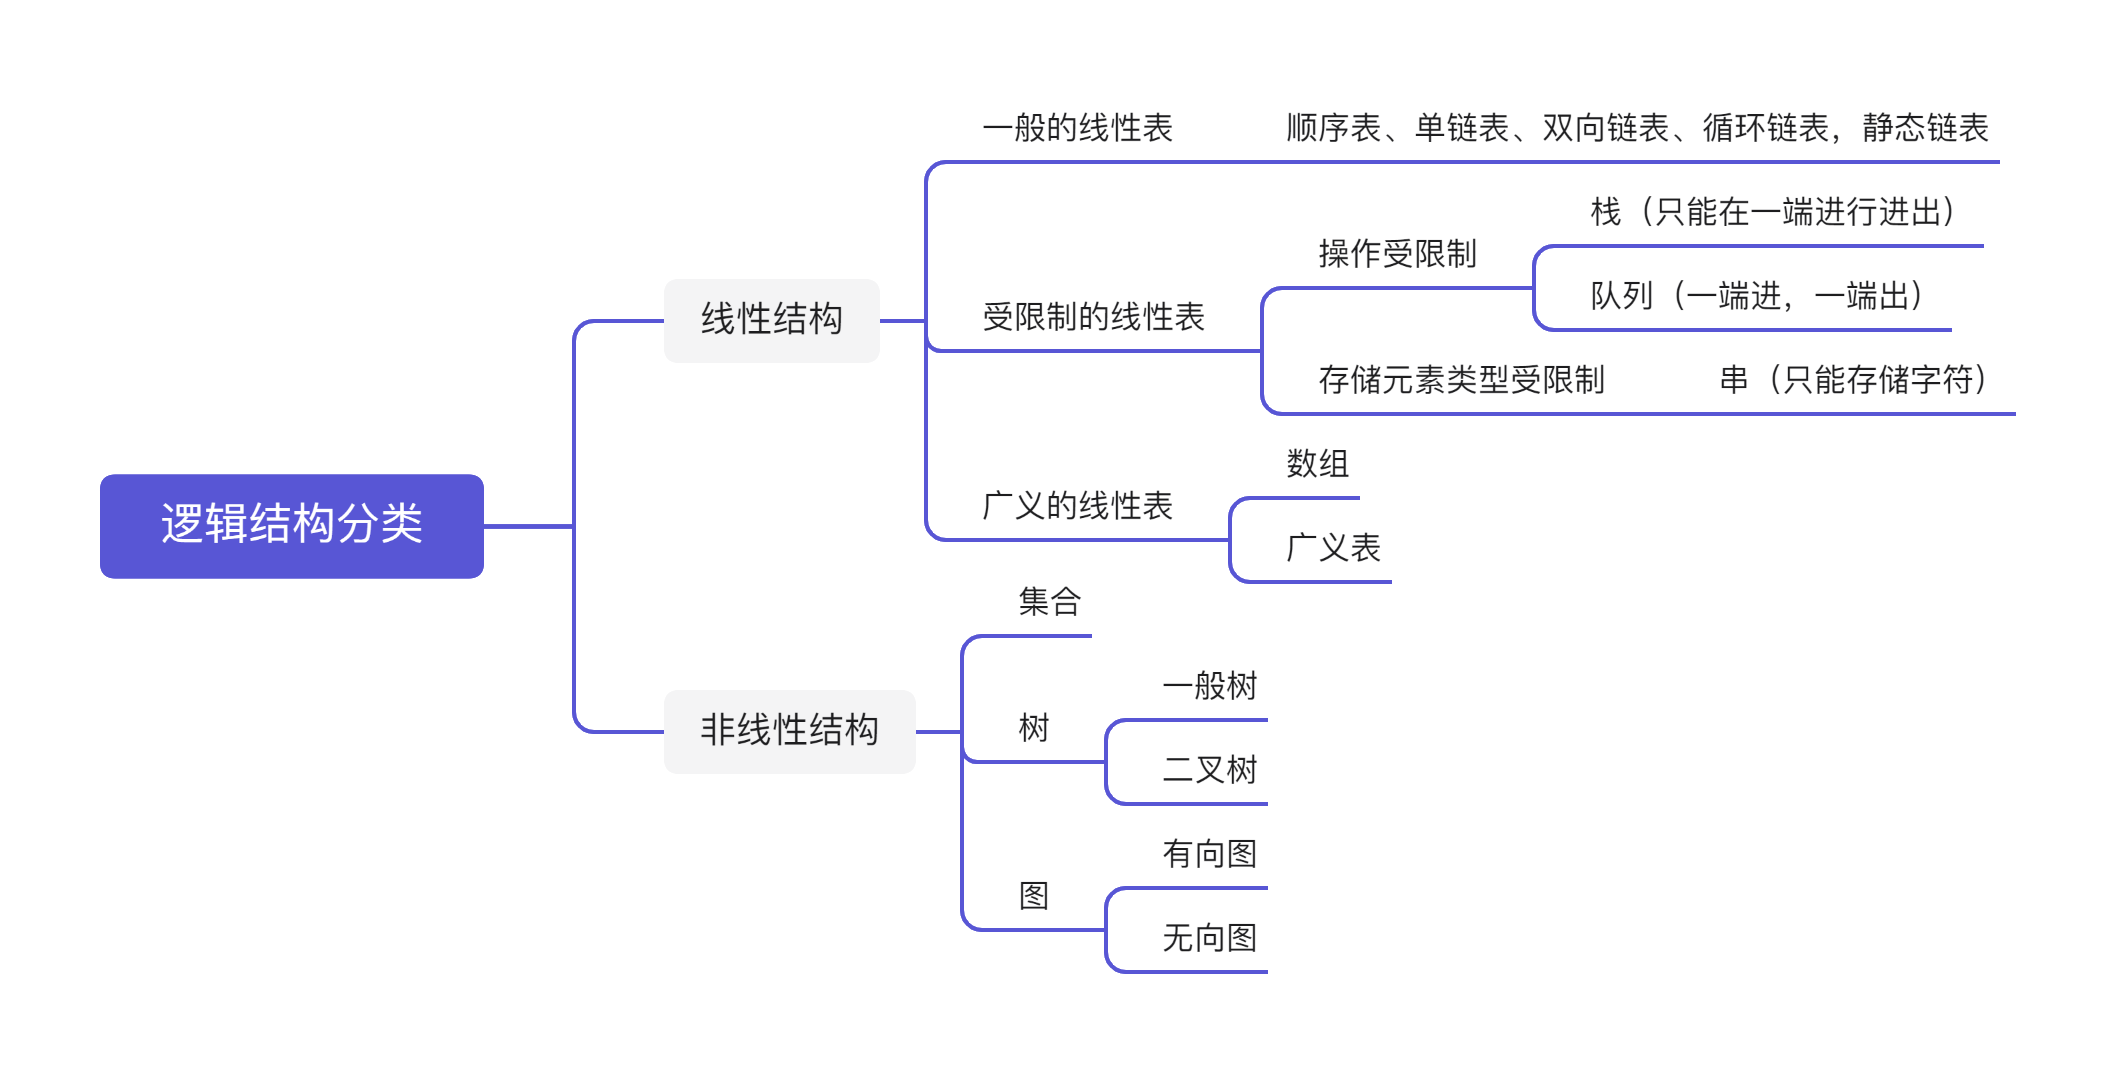 逻辑结构分类
线性结构
一般的线性表
顺序表、单链表、双向链表、循环链表，静态链表
受限制的线性表
操作受限制
栈（只能在一端进行进出）
队列（一端进，一端出）
存储元素类型受限制
串（只能存储字符）
广义的线性表
数组
广义表
非线性结构
集合
树
一般树
二叉树
图
有向图
无向图